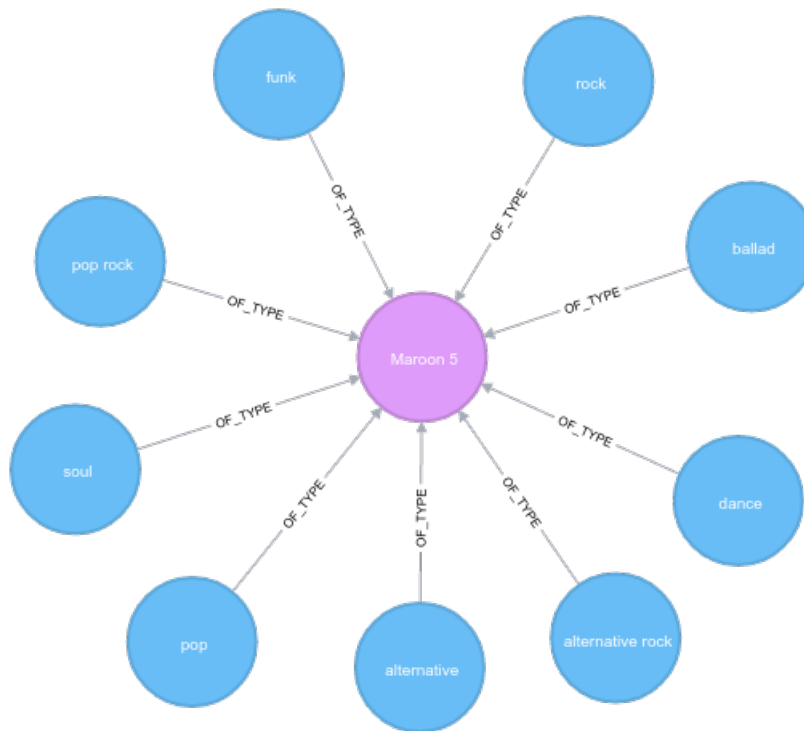 funk
rock
OF_TYPE
OF_TYPE
ballad
pop rock
OF_TYPE
OF_TYPE
Maroon 5
OF_TYPE
OF_TYPE
soul
OF_TYPE
OF_TYPE
OF_TYPE
dance
pop
alternative
alternative rock